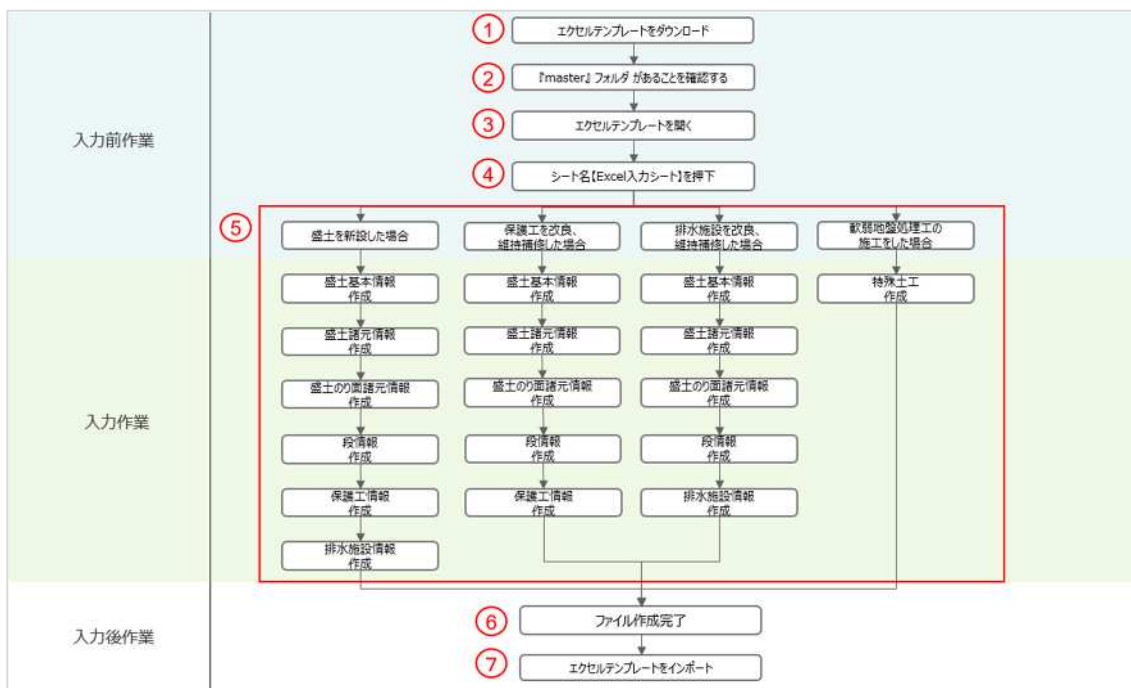 入力前作業
①
エクセルテンプレートをダウンロード
②
『master』フォルダ があることを確認する
③
エクセルテンプレートを開く
④
シート名【Excel入力シート】を押下
⑤
盛土を新設した場合
保護工を改良、
維持補修した場合
排水施設を改良、
維持補修した場合
軟弱地盤処理工の
施工をした場合
入力作業
盛土基本情報
作成
盛土諸元情報
作成
盛土のり面諸元情報
作成
段情報
作成
保護工情報
作成
排水施設情報
作成
盛土基本情報
作成
盛土諸元情報
作成
盛土のり面諸元情報
作成
段情報
作成
保護工情報
作成
盛土基本情報
作成
盛土諸元情報
作成
盛土のり面諸元情報
作成
段情報
作成
排水施設情報
作成
特殊土工
作成
入力後作業
⑥
ファイル作成完了
⑦
エクセルテンプレートをインポート